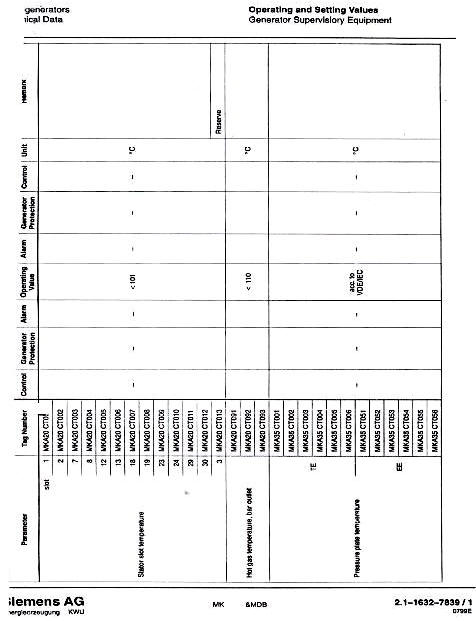 generators
ical Data
Operating and Setting Values
Generator Supervisory Equipment
Parameter Tag Number Control Generator Protection Alarm Operating Value Alarm Generator Protection Control Unit Remark
Stator slot temperature slot 1 MKA20 CT001 - - - <101 - - - °C
2 MKA20 CT002
7 MKA20 CT003
8 MKA20 CT004
12 MKA20 CT005
13 MKA20 CT006
18 MKA20 CT007
19 MKA20 CT008
23 MKA20 CT009
24 MKA20 CT010
29 MKA20 CT011
30 MKA20 CT012
3 MKA20 CT013 Reserve
Hot gas temperature, bar outlet MKA20 CT091 - - - < 110 - - - °C
MKA20 CT092
MKA20 CT093
Pressure plate temperature TE MKA35 CT001 - - - acc. to VDE/IEC - - - °C
MKA35 CT002
MKA35 CT003
MKA35 CT004
MKA35 CT005
MKA35 CT006
EE MKA35 CT051
MKA35 CT052
MKA35 CT053
MKA35 CT054
MKA35 CT055
MKA35 CT056
iemens AG
nergieerzeugung KWU
MK &MDB
2.1-1632-7839 / 1
0799E